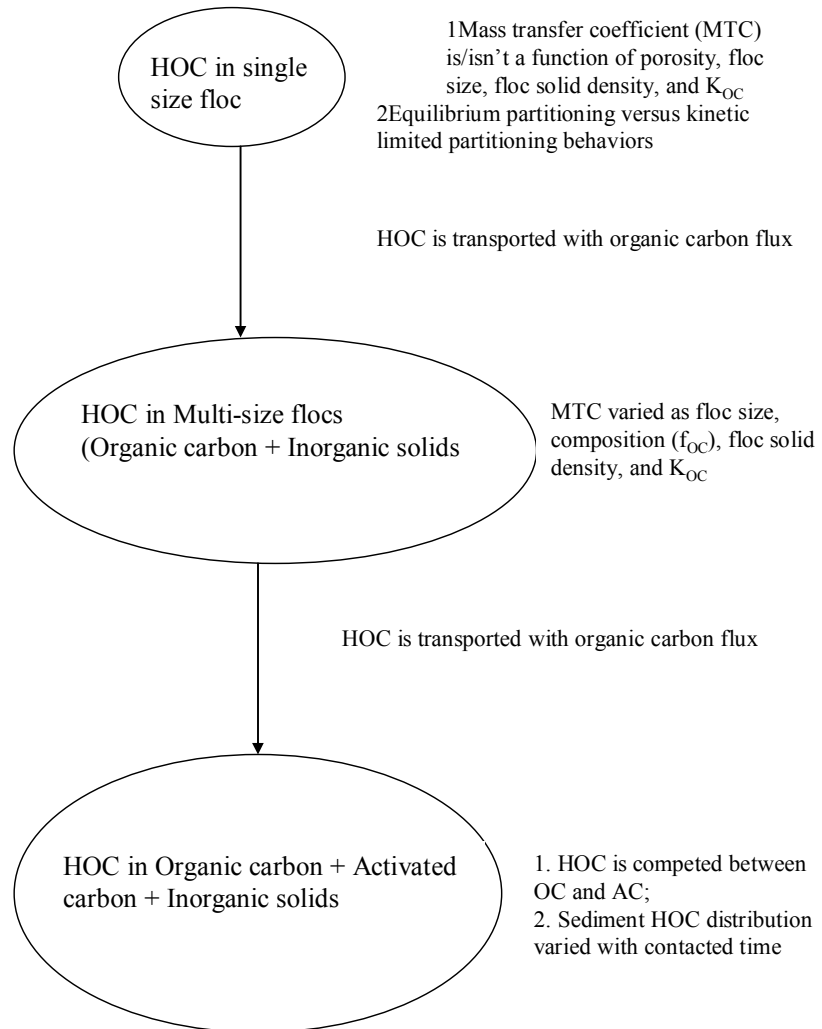 HOC in single
size floc
1Mass transfer coefficient (MTC)
is/isn't a function of porosity, floc
size, floc solid density, and KOC
2Equilibrium partitioning versus kinetic
limited partitioning behaviors
HOC is transported with organic carbon flux
HOC in Multi-size flocs
(Organic carbon + Inorganic solids
MTC varied as floc size,
composition (fOC), floc solid
density, and KOC
HOC is transported with organic carbon flux
HOC in Organic carbon + Activated
carbon + Inorganic solids
1. HOC is competed between
OC and AC;
2. Sediment HOC distribution
varied with contacted time